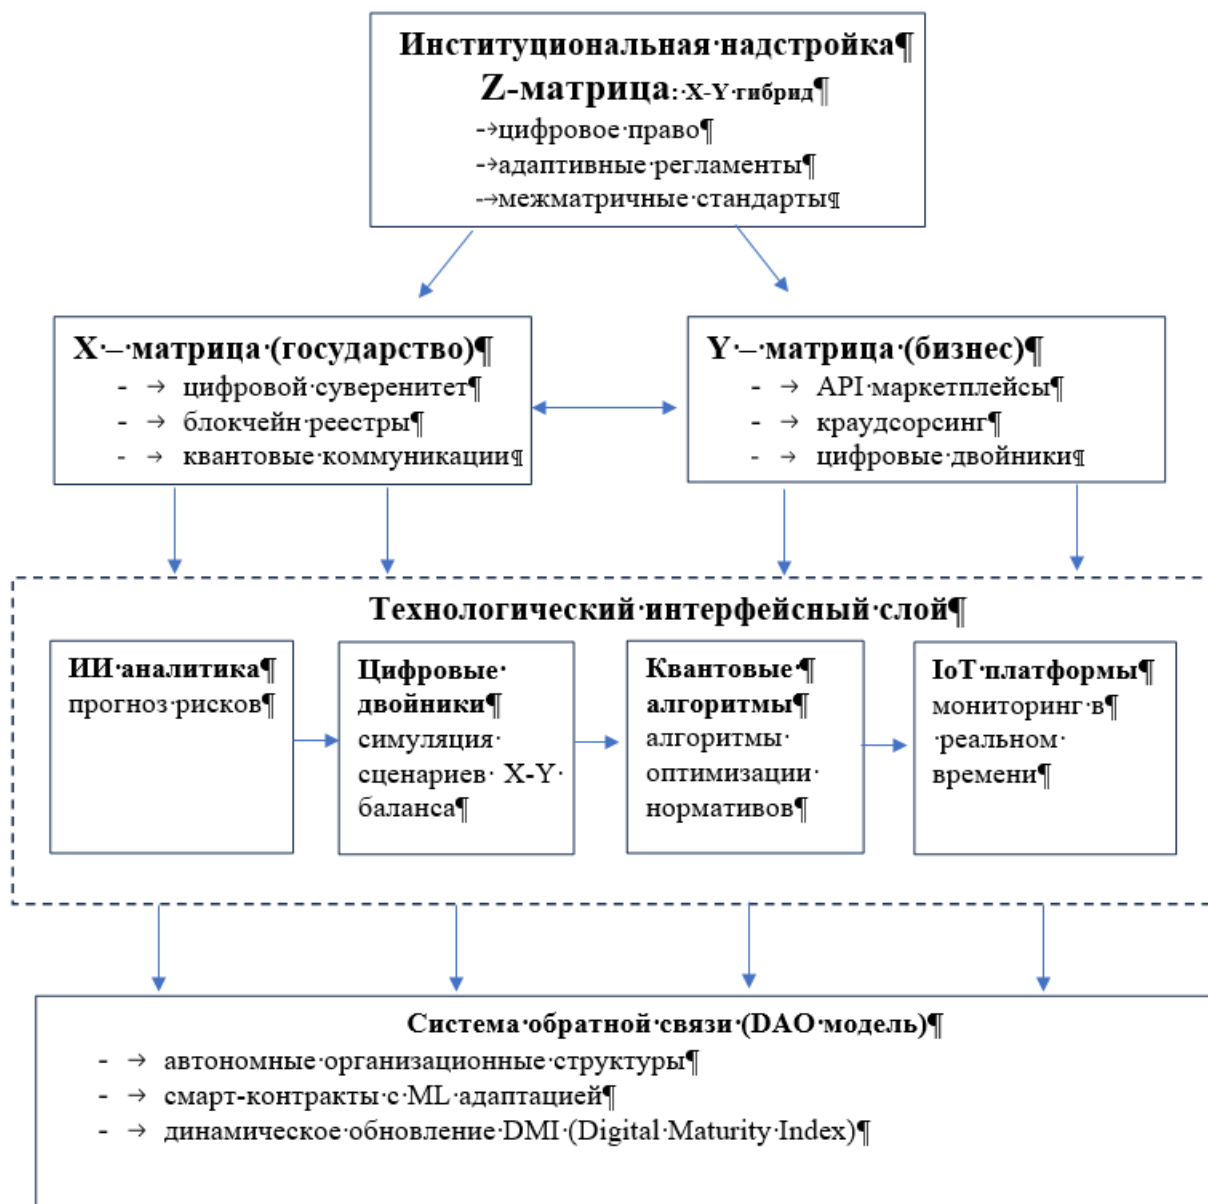 Институциональная·надстройка¶
Z-матрица:·X-Y·гибрид¶
-→цифровое·право¶
-→адаптивные·регламенты¶
-→межматричные·стандарты¶
X·–·матрица·(государство)¶
- → цифровой·суверенитет¶
- → блокчейн·реестры¶
- → квантовые·коммуникации¶
Y·–·матрица·(бизнес)¶
- → API·маркетплейсы¶
- → краудсорсинг¶
- → цифровые·двойники¶
Технологический·интерфейсный·слой¶
ИИ·аналитика¶
прогноз·рисков¶
Цифровые·
двойники¶
симуляция·
сценариев· X-Y·
баланса¶
Квантовые·¶
алгоритмы¶
алгоритмы·
оптимизации·
нормативов¶
IoT·платформы¶
мониторинг·в¶
·реальном·
времени¶
Система·обратной·связи·(DAO·модель)¶
- → автономные·организационные·структуры¶
- → смарт-контракты·с·ML·адаптацией¶
- → динамическое·обновление·DMI·(Digital·Maturity·Index)¶